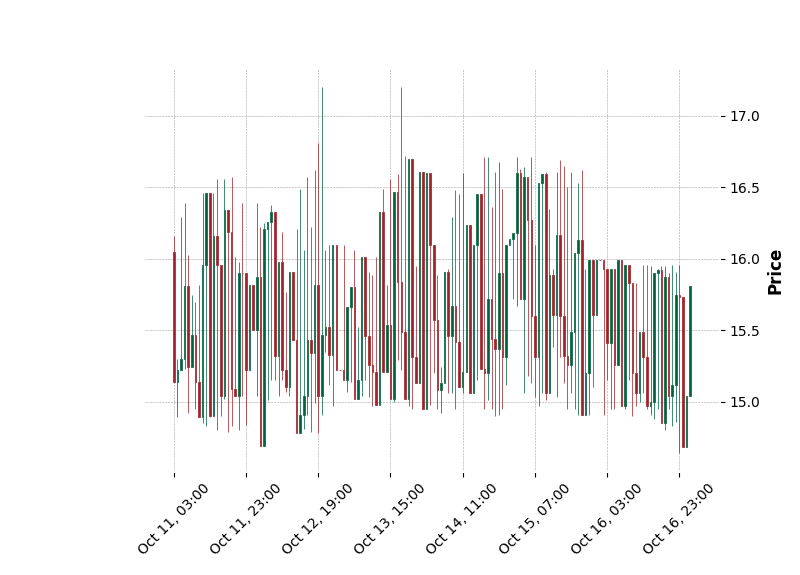 17.0
16.5
16.0
15.5
15.0
Price
Oct 11, 03:00
Oct 11, 23:00
Oct 12, 19:00
Oct 13, 15:00
Oct 14, 11:00
Oct 15, 07:00
Oct 16, 03:00
Oct 16, 23:00